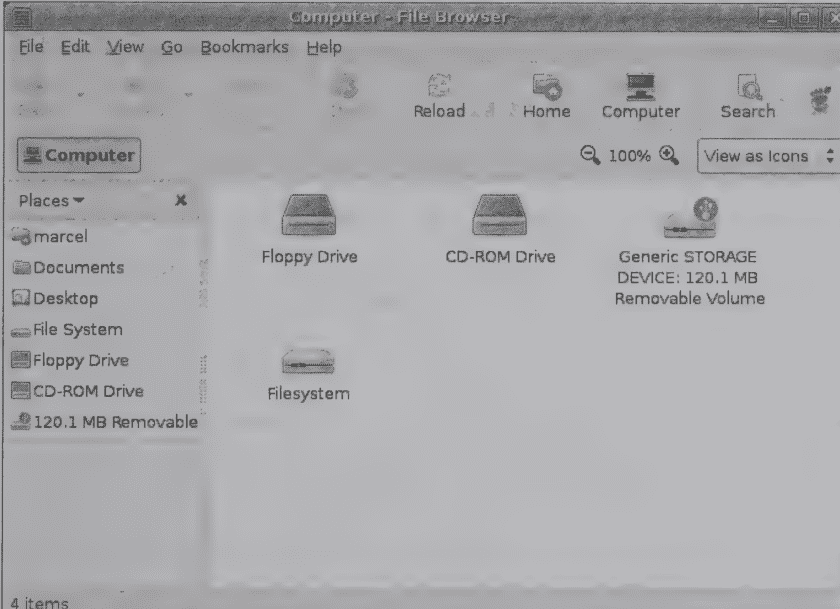 Computer - File Browser
File Edit View Go Bookmarks Help
Reload Home Computer Search
Computer 100% View as Icons
Places
marcel
Documents
Desktop
File System
Floppy Drive
CD-ROM Drive
120.1 MB Removable
Floppy Drive
CD-ROM Drive
Generic STORAGE
DEVICE: 120.1 MB
Removable Volume
Filesystem
4 items